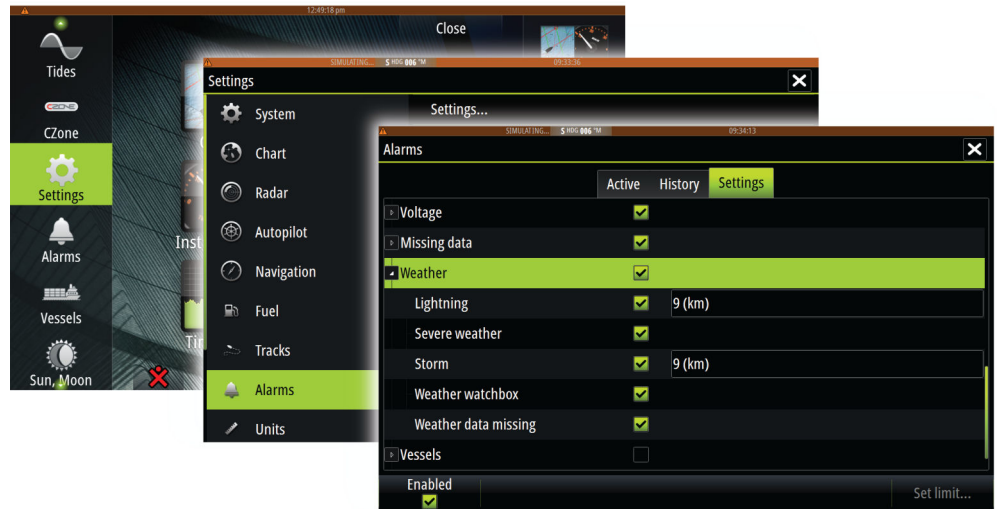 12:49:18 pm
Close
Tides
CZONE
CZone
Settings
Alarms
Vessels
Sun, Moon
Inst
SIMULATING... S HDG 006 °M 09:33:36
Settings
System
Settings...
Chart
Radar
Autopilot
Navigation
Fuel
Tracks
Alarms
Units
SIMULATING... S HDG 006 °M 09:34:13
Alarms
Active History Settings
Voltage
Missing data
Weather
Lightning 9 (km)
Severe weather
Storm 9 (km)
Weather watchbox
Weather data missing
Vessels
Enabled
Set limit...